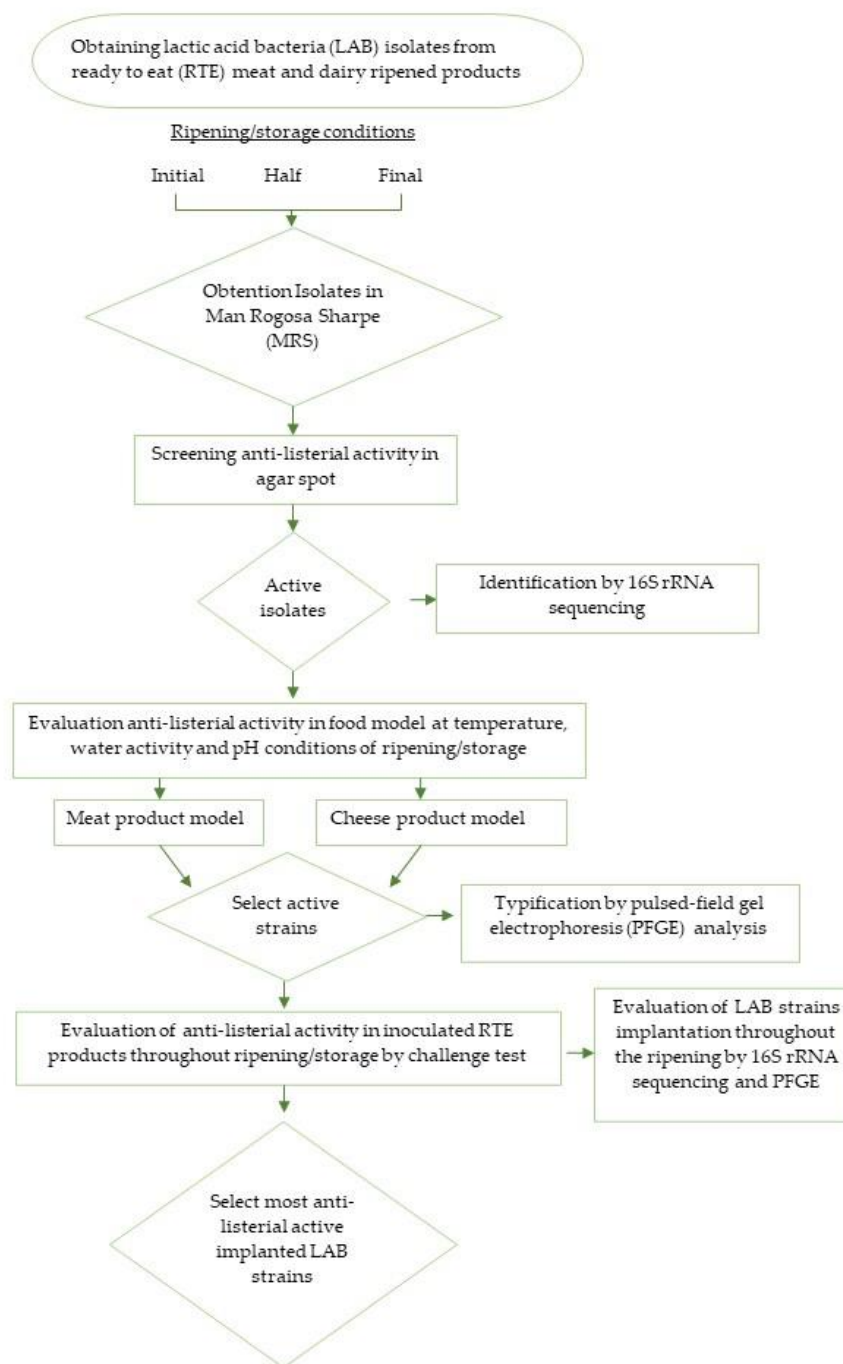 Obtaining lactic acid bacteria (LAB) isolates from
ready to eat (RTE) meat and dairy ripened products
Ripening/storage conditions
Initial Half Final
Obtention Isolates in
Man Rogosa Sharpe
(MRS)
Screening anti-listerial activity in
agar spot
Active
isolates
Identification by 16S rRNA
sequencing
Evaluation anti-listerial activity in food model at temperature,
water activity and pH conditions of ripening/storage
Meat product model
Cheese product model
Select active
strains
Typification by pulsed-field gel
electrophoresis (PFGE) analysis
Evaluation of anti-listerial activity in inoculated RTE
products throughout ripening/storage by challenge test
Evaluation of LAB strains
implantation throughout
the ripening by 16S rRNA
sequencing and PFGE
Select most anti-
listerial active
implanted LAB
strains